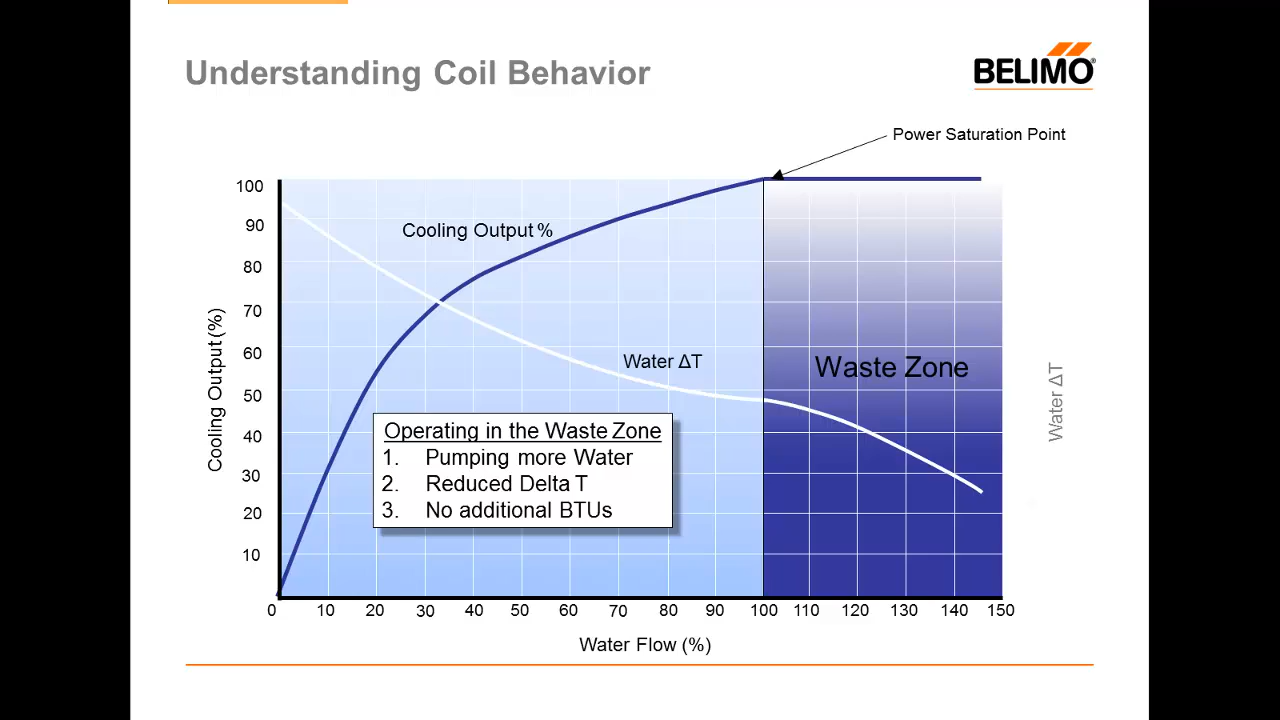 Understanding Coil Behavior
BELIMO®
Power Saturation Point
Cooling Output %
Water ΔT
Waste Zone
Operating in the Waste Zone
1. Pumping more Water
2. Reduced Delta T
3. No additional BTUs
Cooling Output (%)
100
90
80
70
60
50
40
30
20
10
Water ΔT
0 10 20 30 40 50 60 70 80 90 100 110 120 130 140 150
Water Flow (%)